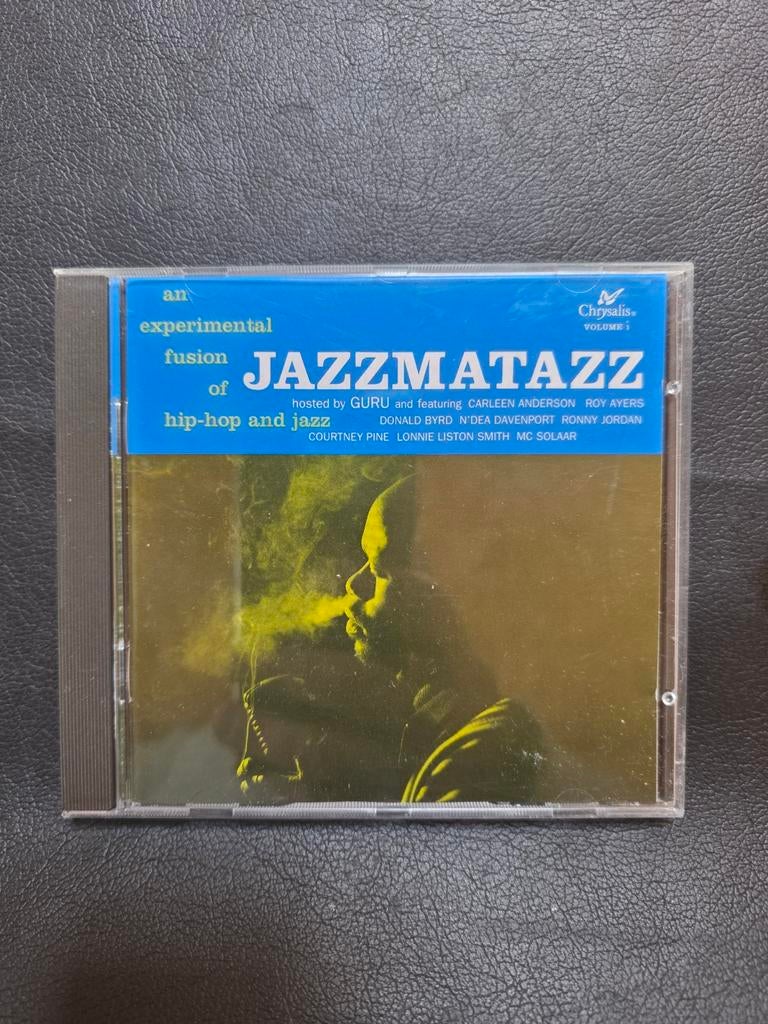 an
experimental
fusion
of
hip-hop and jazz
Chrysalis®
VOLUME 1
JAZZMATAZZ
hosted by GURU and featuring CARLEEN ANDERSON ROY AYERS
DONALD BYRD N'DEA DAVENPORT RONNY JORDAN
COURTNEY PINE LONNIE LISTON SMITH MC SOLAAR